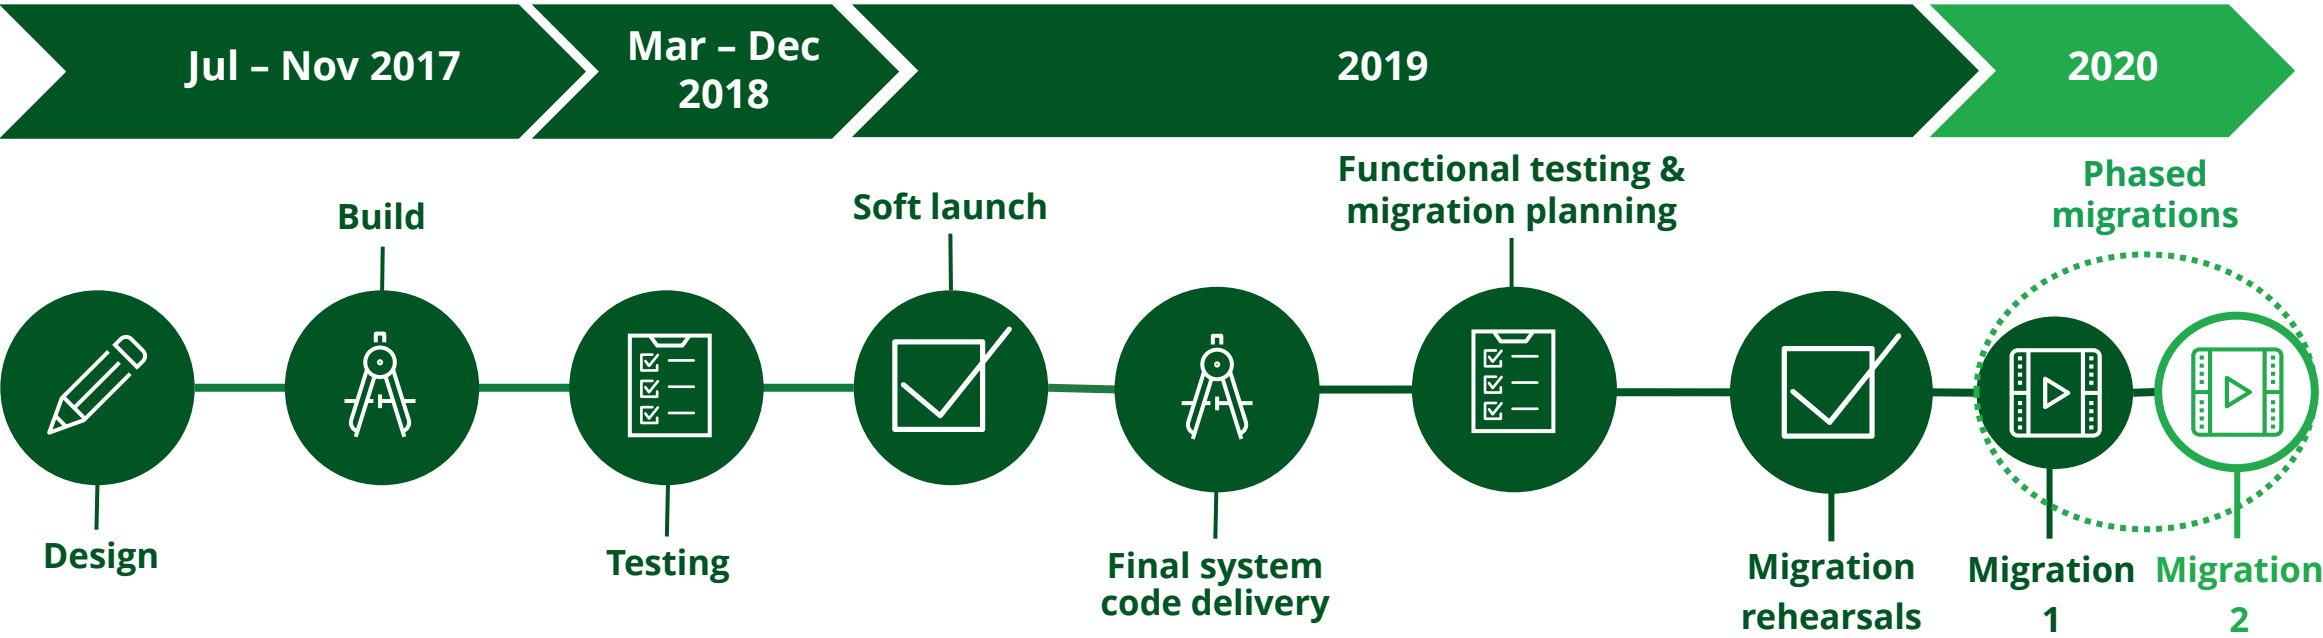 Jul – Nov 2017
Mar – Dec
2018
2019
2020
Build
Soft launch
Functional testing &
migration planning
Phased
migrations
Design
Testing
Final system
code delivery
Migration
rehearsals
Migration
1
Migration
2